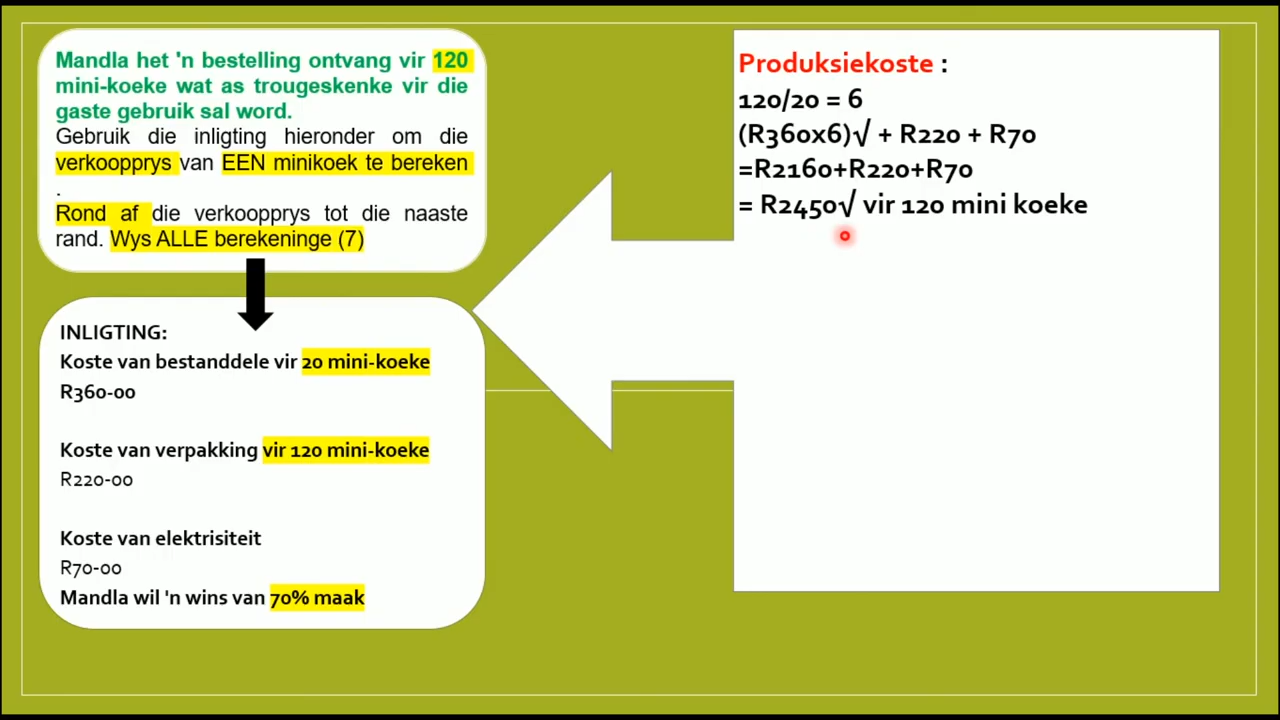 Mandla het 'n bestelling ontvang vir 120
mini-koeke wat as trougeskenke vir die
gaste gebruik sal word.
Gebruik die inligting hieronder om die
verkoopprys van EEN minikoek te bereken
.
Rond af die verkoopprys tot die naaste
rand. Wys ALLE berekeninge (7)
INLIGTING:
Koste van bestanddele vir 20 mini-koeke
R360-00
Koste van verpakking vir 120 mini-koeke
R220-00
Koste van elektrisiteit
R70-00
Mandla wil 'n wins van 70% maak
Produksiekoste :
120/20 = 6
(R360x6)√ + R220 + R70
=R2160+R220+R70
= R2450√ vir 120 mini koeke